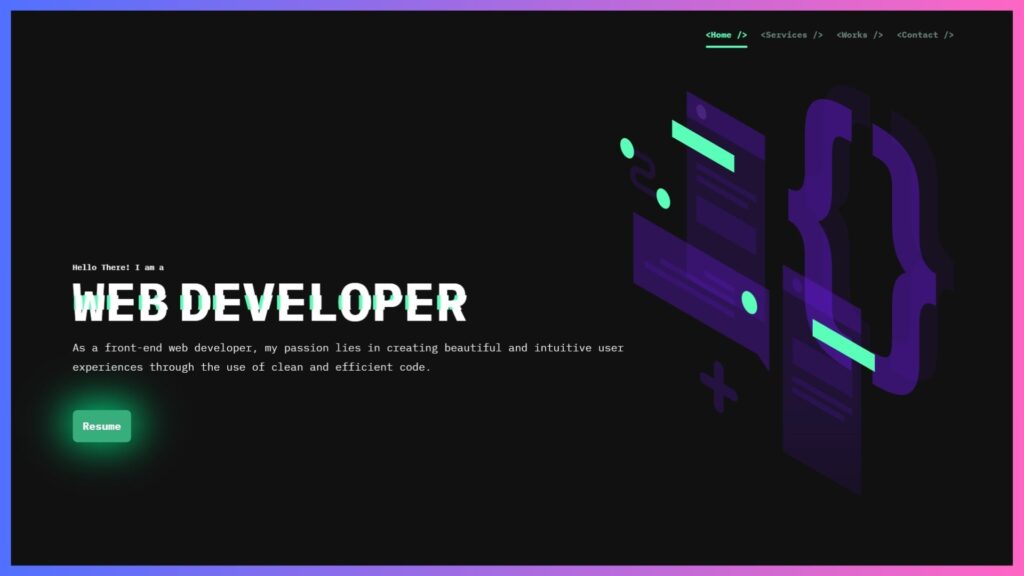 <Home /> <Services /> <Works /> <Contact />
Hello There! I am a
WEB DEVELOPER
As a front-end web developer, my passion lies in creating beautiful and intuitive user
experiences through the use of clean and efficient code.
Resume